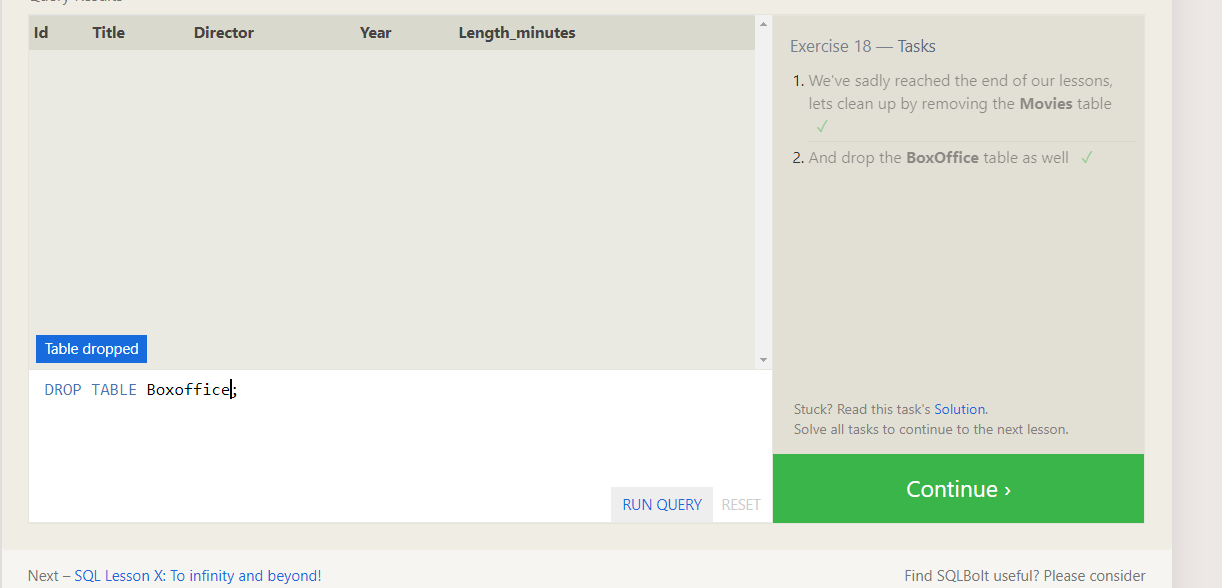 Query Results
Id Title Director Year Length_minutes
Table dropped
DROP TABLE Boxoffice;
RUN QUERY RESET
Exercise 18 — Tasks
1. We've sadly reached the end of our lessons,
lets clean up by removing the Movies table
✓
2. And drop the BoxOffice table as well ✓
Stuck? Read this task's Solution.
Solve all tasks to continue to the next lesson.
Continue ›
Next – SQL Lesson X: To infinity and beyond!
Find SQLBolt useful? Please consider